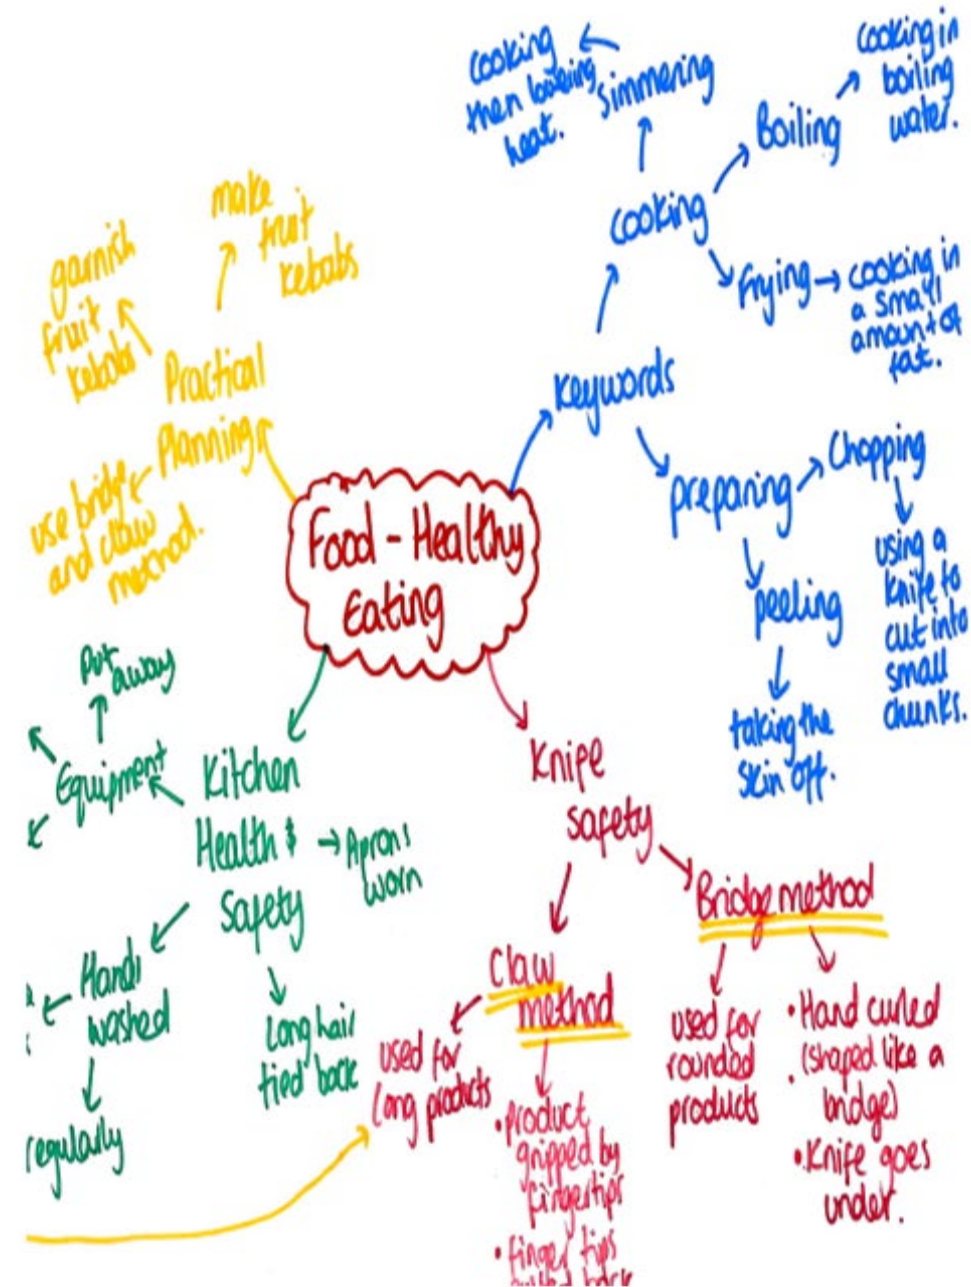 Food - Healthy
Eating
Keywords
Cooking
Simmering
cooking
then lowering
heat.
Boiling
cooking in
boiling
water.
Frying
cooking in
a small
amount of
fat.
preparing
Chopping
using a
knife to
cut into
small
chunks.
peeling
taking the
skin off.
Knife
safety
Bridge method
used for
rounded
products
• Hand curled
(shaped like a
bridge)
• Knife goes
under.
Claw
method
used for
long products
• product
gripped by
fingertips
• finger tips
back
Kitchen
Health &
Safety
Aprons
worn
Long hair
tied back
Hands
washed
regularly
Equipment
Put
away
Practical
Planning
make
fruit
kebabs
garnish
fruit
kebabs
use bridge
and claw
method.